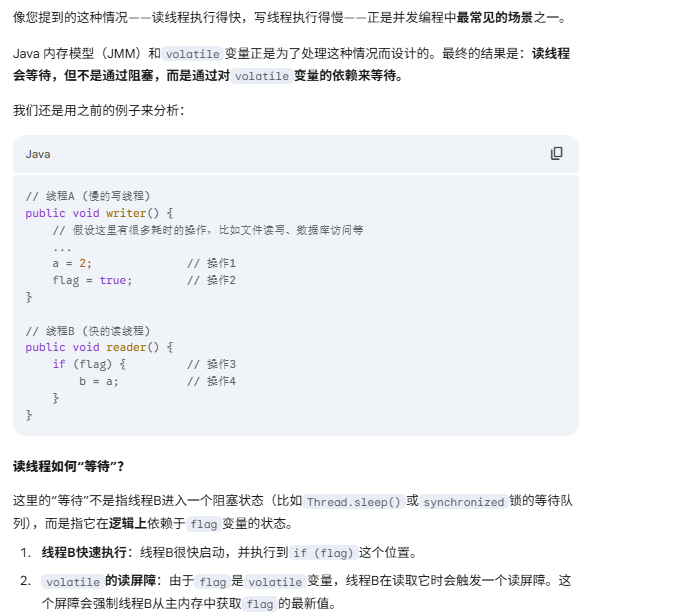 像您提到的这种情况——读线程执行得快，写线程执行得慢——正是并发编程中最常见的场景之一。
Java 内存模型（JMM）和 volatile 变量正是为了处理这种情况而设计的。最终的结果是：读线程
会等待，但不是通过阻塞，而是通过对 volatile 变量的依赖来等待。
我们还是用之前的例子来分析：
Java
// 线程A (慢的写线程)
public void writer() {
    // 假设这里有很多耗时的操作，比如文件读写、数据库访问等
    ...
    a = 2;              // 操作1
    flag = true;        // 操作2
}

// 线程B (快的读线程)
public void reader() {
    if (flag) {         // 操作3
        b = a;          // 操作4
    }
}
读线程如何“等待”？
这里的“等待”不是指线程B进入一个阻塞状态（比如 Thread.sleep() 或 synchronized 锁的等待队
列），而是指它在逻辑上依赖于 flag 变量的状态。
1. 线程B快速执行：线程B很快启动，并执行到 if (flag) 这个位置。
2. volatile 的读屏障：由于 flag 是 volatile 变量，线程B在读取它时会触发一个读屏障。这
个屏障会强制线程B从主内存中获取 flag 的最新值。